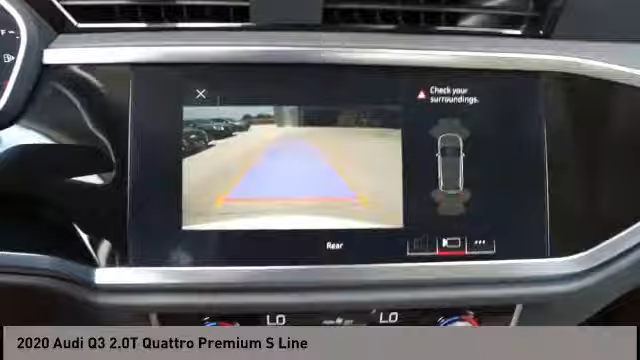 F
Check your
surroundings.
Rear
LO
LO
2020 Audi Q3 2.0T Quattro Premium S Line